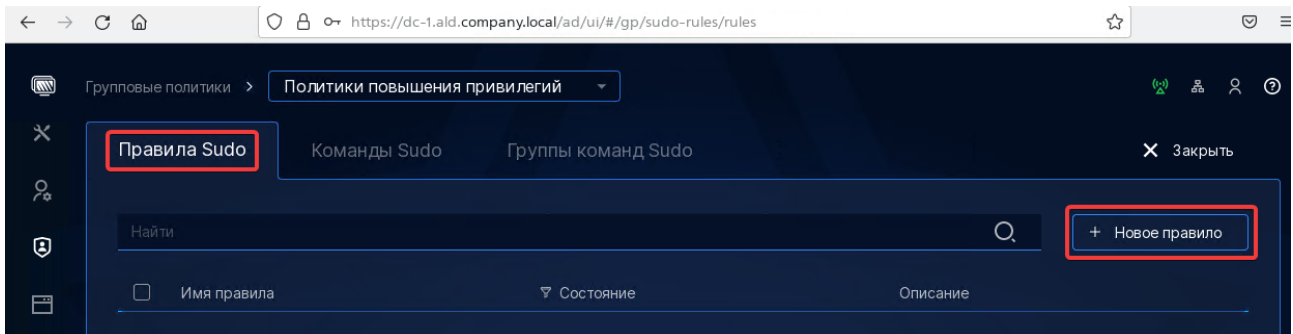 https://dc-1.ald.company.local/ad/ui/#/gp/sudo-rules/rules
Групповые политики > Политики повышения привилегий
Правила Sudo Команды Sudo Группы команд Sudo Закрыть
Найти + Новое правило
Имя правила Состояние Описание